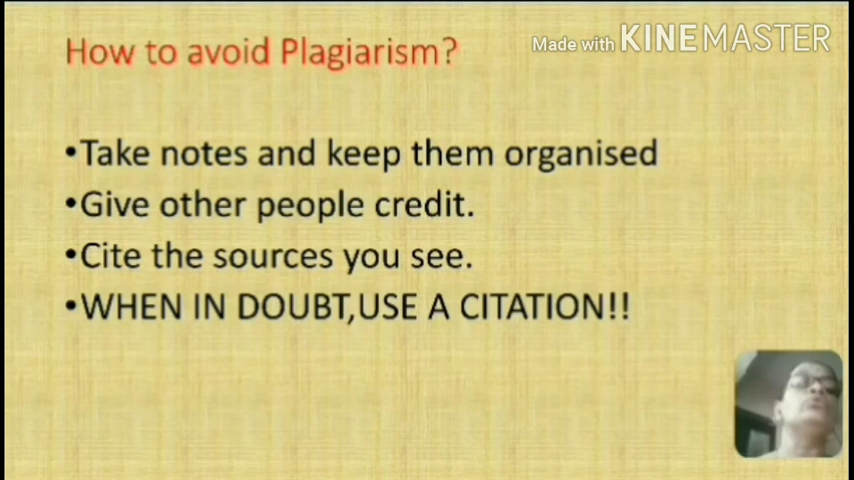 How to avoid Plagiarism?
Made with KINEMASTER
•Take notes and keep them organised
•Give other people credit.
•Cite the sources you see.
•WHEN IN DOUBT,USE A CITATION!!